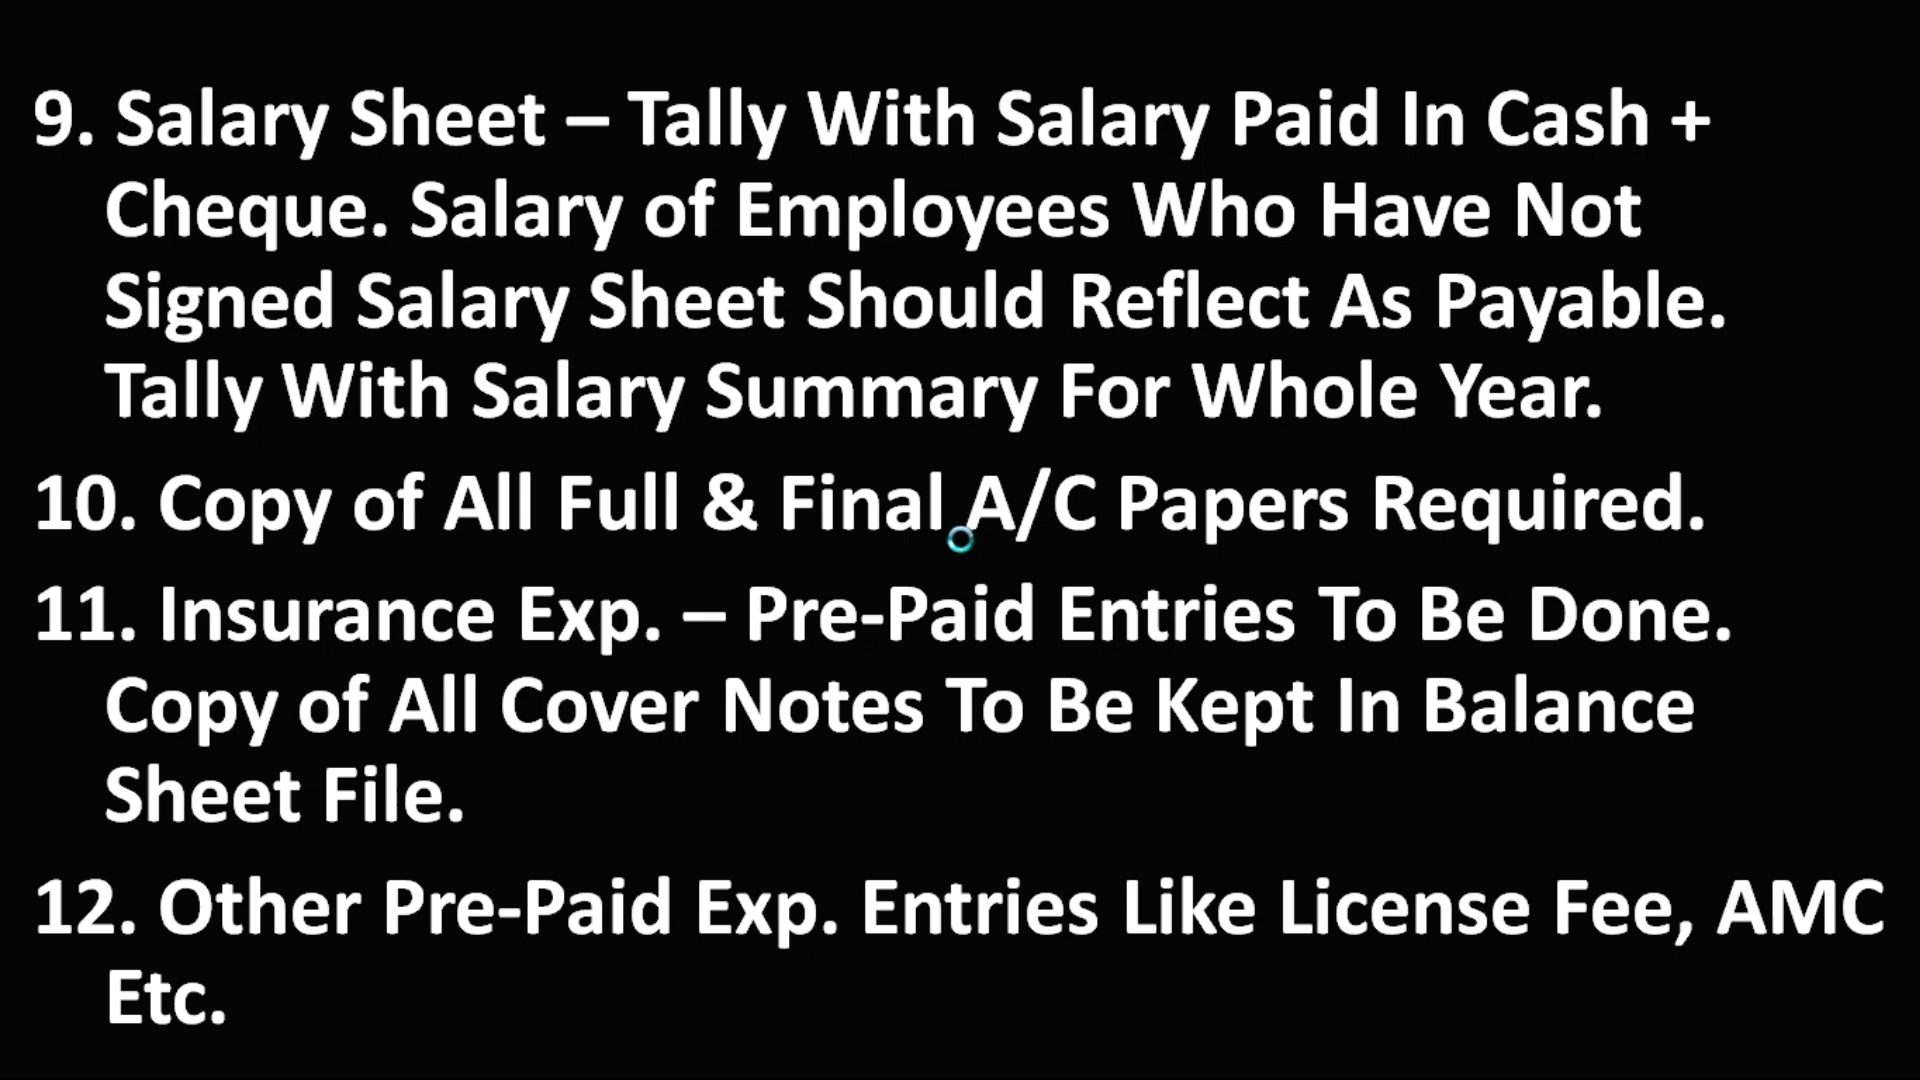 9. Salary Sheet – Tally With Salary Paid In Cash +
Cheque. Salary of Employees Who Have Not
Signed Salary Sheet Should Reflect As Payable.
Tally With Salary Summary For Whole Year.
10. Copy of All Full & Final A/C Papers Required.
11. Insurance Exp. – Pre-Paid Entries To Be Done.
Copy of All Cover Notes To Be Kept In Balance
Sheet File.
12. Other Pre-Paid Exp. Entries Like License Fee, AMC
Etc.